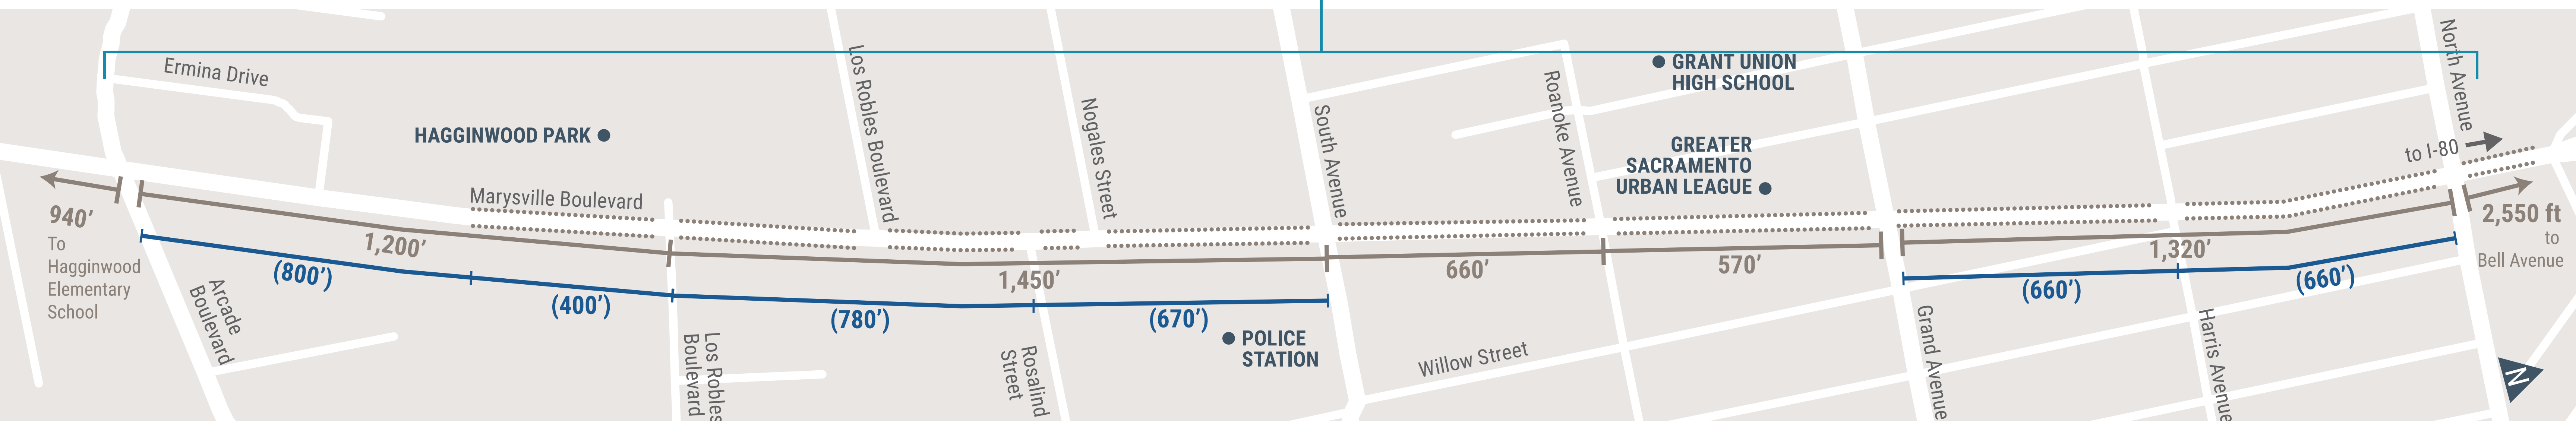 Ermina Drive
HAGGINWOOD PARK
Marysville Boulevard
940’
To
Hagginwood
Elementary
School
Arcade
Boulevard
1,200’
(800’)
(400’)
Los Robles
Boulevard
Los Robles Boulevard
Nogales Street
1,450’
(780’)
(670’)
Rosalind
Street
POLICE
STATION
South Avenue
660’
Willow Street
Roanoke Avenue
570’
GRANT UNION
HIGH SCHOOL
GREATER
SACRAMENTO
URBAN LEAGUE
Grand Avenue
1,320’
(660’)
(660’)
Harris Avenue
North Avenue
to I-80
2,550 ft
to
Bell Avenue
N